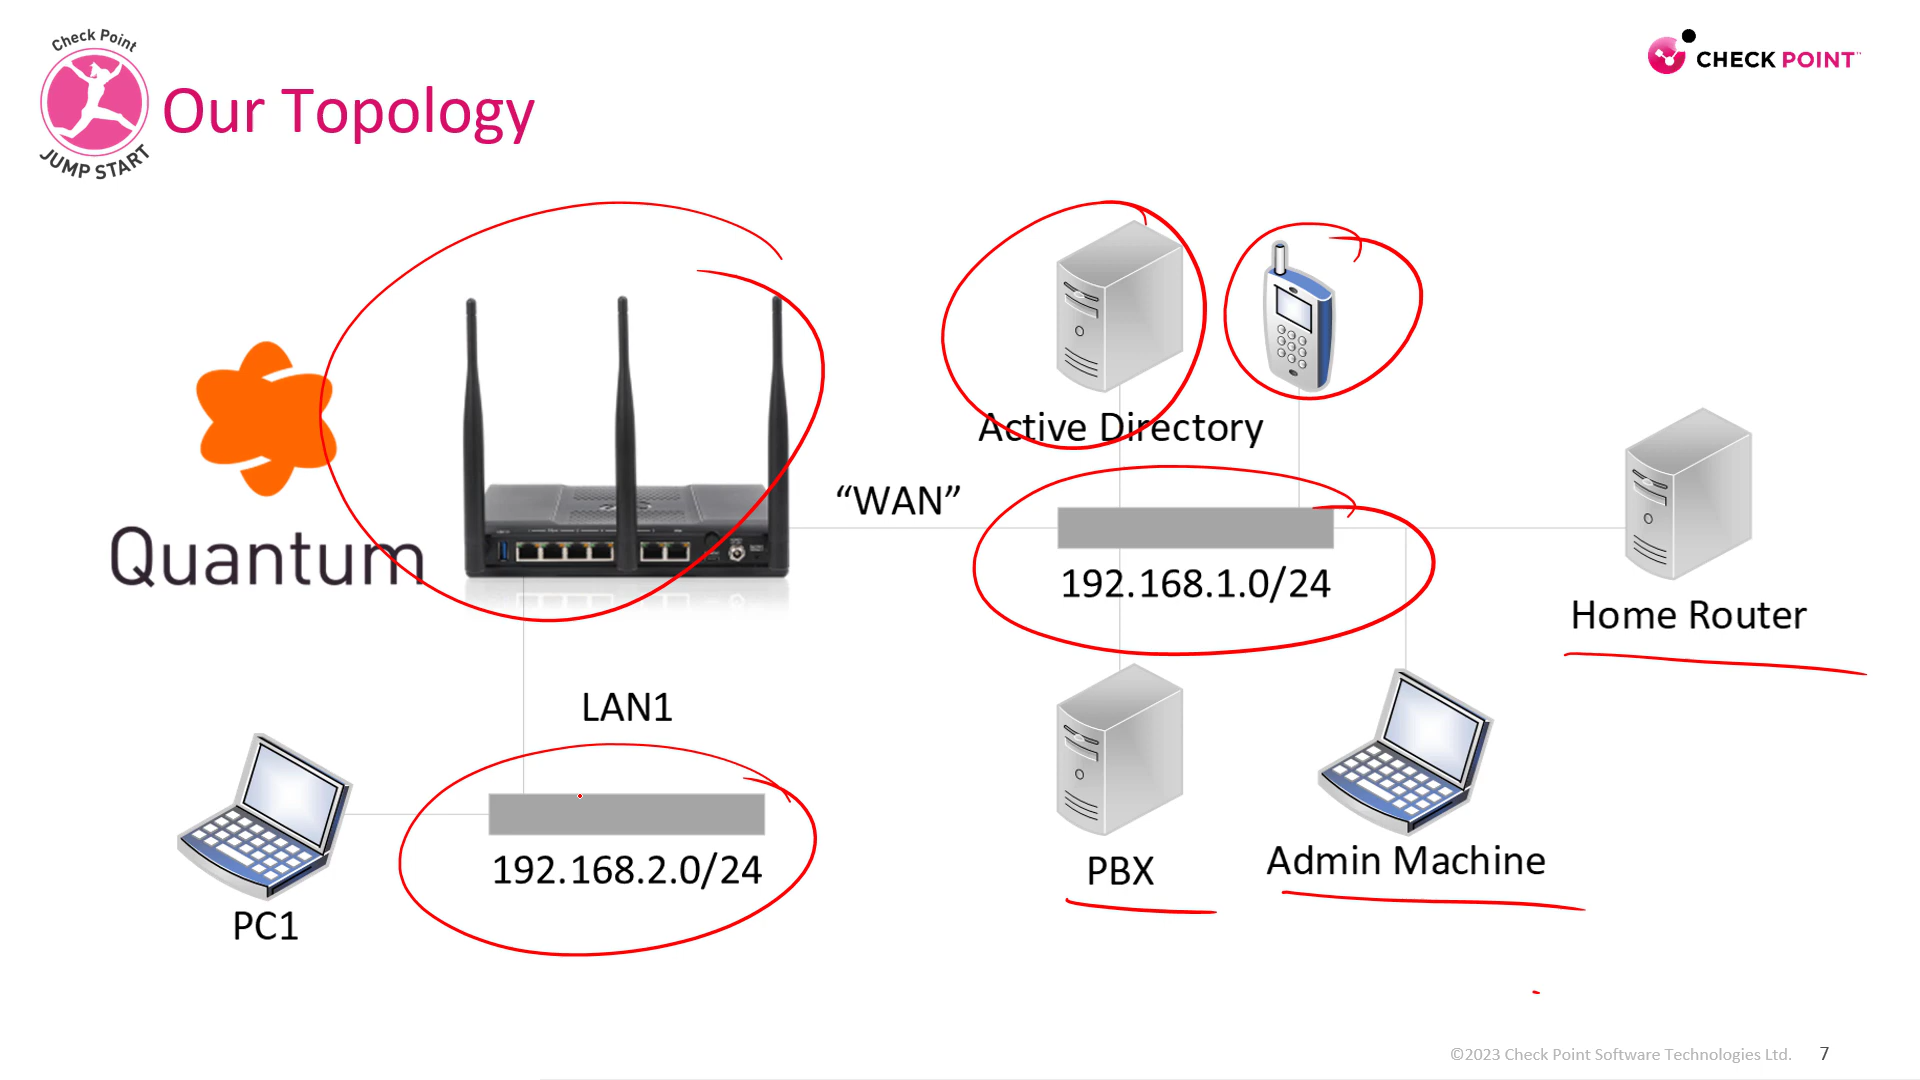 Check Point
JUMP START
Our Topology
CHECK POINT
Quantum
"WAN"
Active Directory
192.168.1.0/24
Home Router
LAN1
192.168.2.0/24
PC1
PBX
Admin Machine
©2023 Check Point Software Technologies Ltd.
7